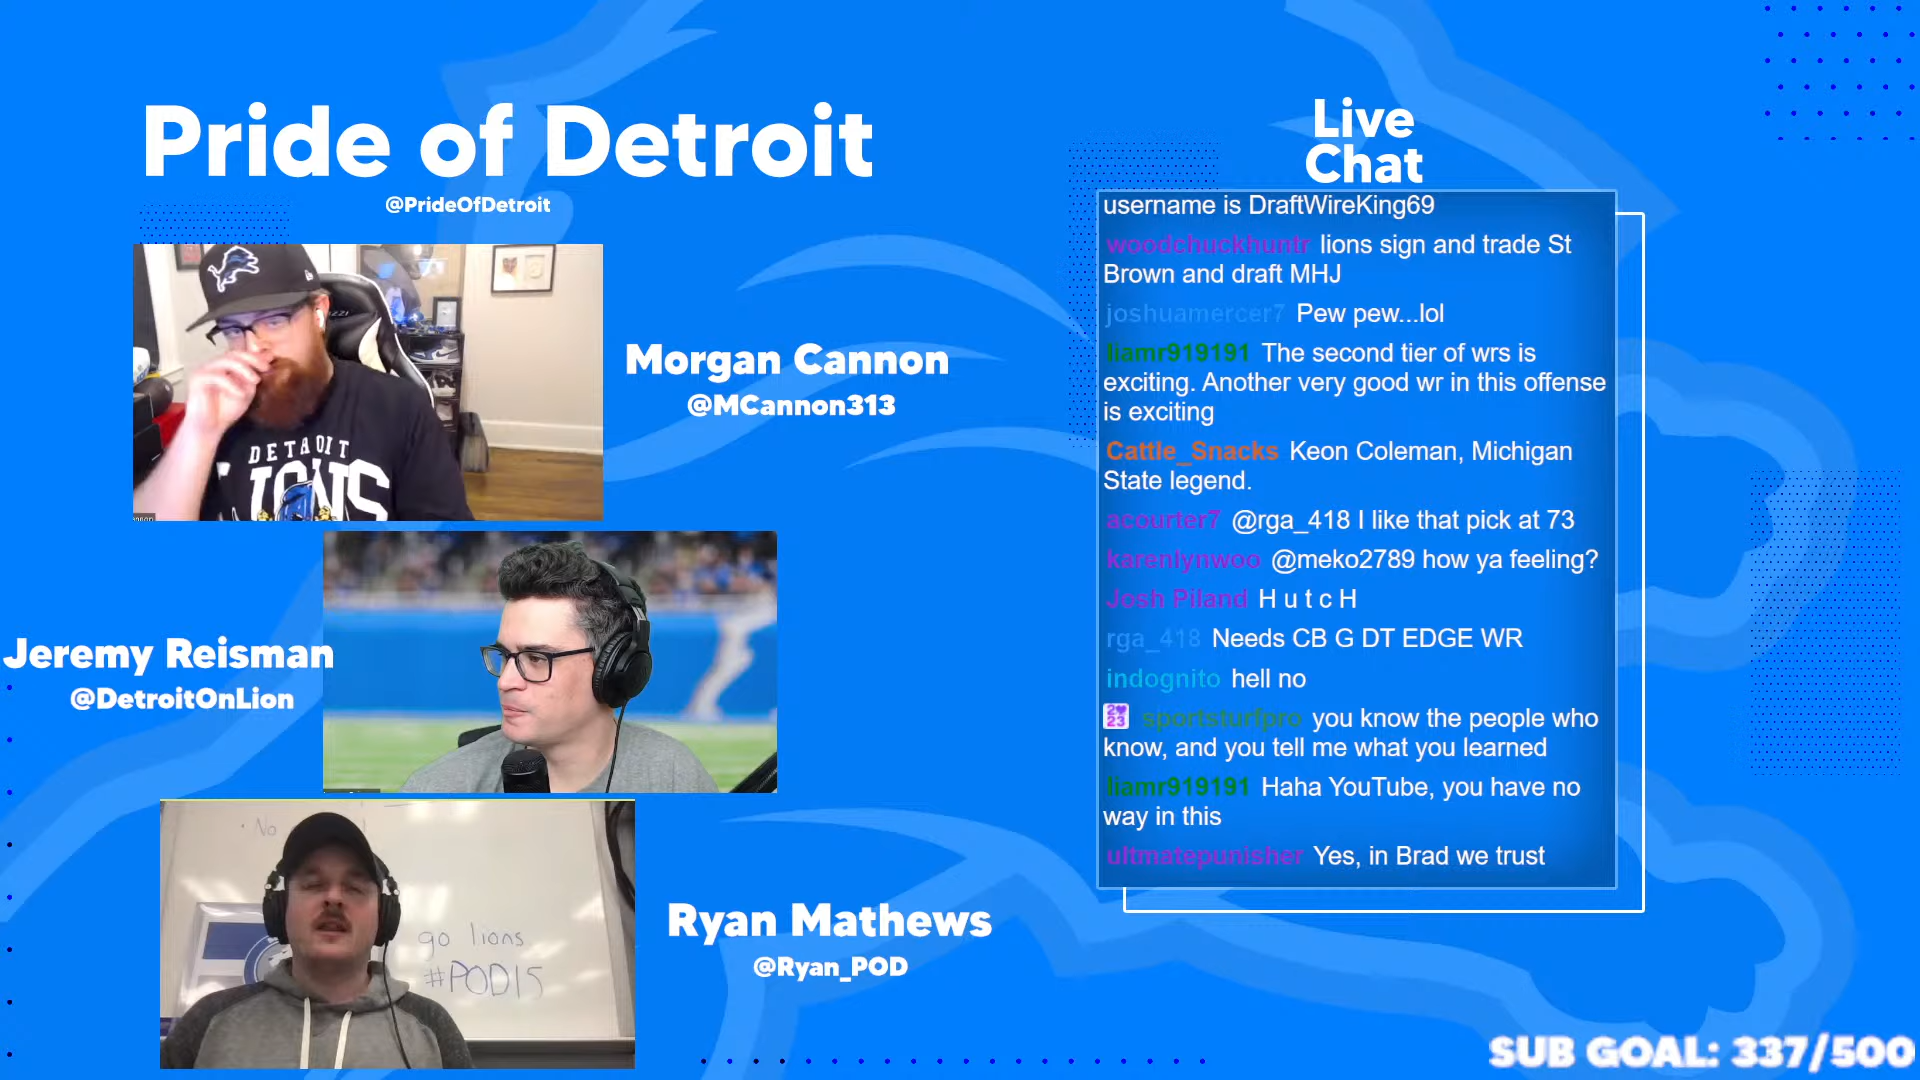 Pride of Detroit
@PrideOfDetroit
Morgan Cannon
@MCannon313
DETROIT
LIONS
Jeremy Reisman
@DetroitOnLion
No
go lions
#POD15
Ryan Mathews
@Ryan_POD
Live
Chat
username is DraftWireKing69
woodchuckhuntr lions sign and trade St
Brown and draft MHJ
joshuamercer7 Pew pew...lol
liamr919191 The second tier of wrs is
exciting. Another very good wr in this offense
is exciting
Cattle_Snacks Keon Coleman, Michigan
State legend.
acourter7 @rga_418 I like that pick at 73
karenlynwoo @meko2789 how ya feeling?
Josh Piland H u t c H
rga_418 Needs CB G DT EDGE WR
indognito hell no
sportsturfpro you know the people who
know, and you tell me what you learned
liamr919191 Haha YouTube, you have no
way in this
ultmatepunisher Yes, in Brad we trust
SUB GOAL: 337/500